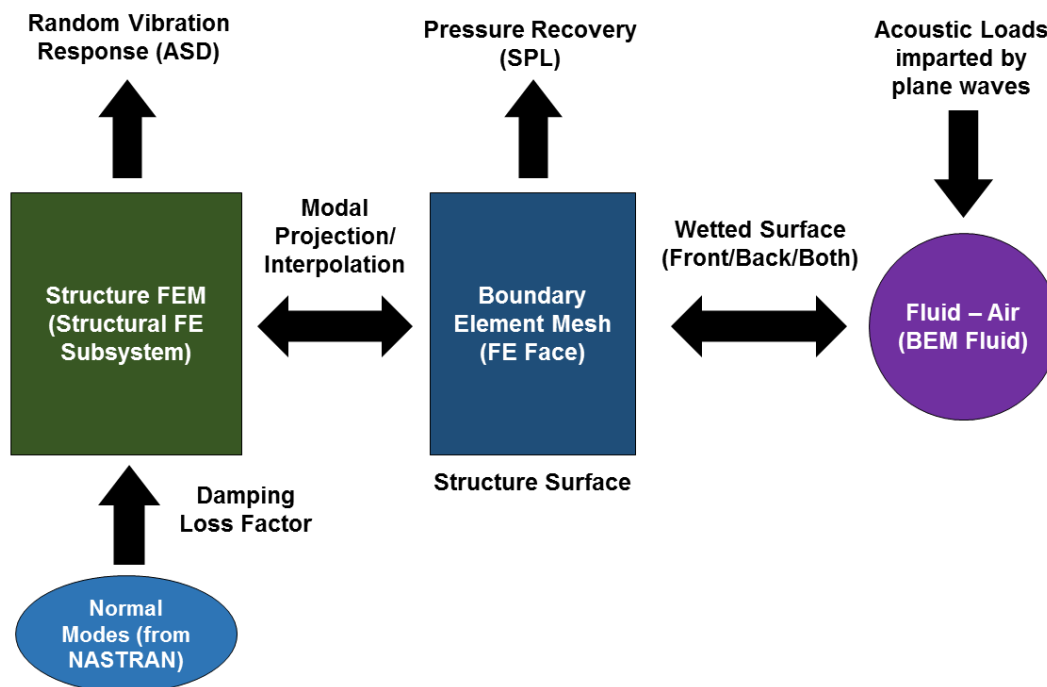 Random Vibration
Response (ASD)
Pressure Recovery
(SPL)
Acoustic Loads
imparted by
plane waves
Structure FEM
(Structural FE
Subsystem)
Modal
Projection/
Interpolation
Boundary
Element Mesh
(FE Face)
Wetted Surface
(Front/Back/Both)
Fluid – Air
(BEM Fluid)
Structure Surface
Damping
Loss Factor
Normal
Modes (from
NASTRAN)